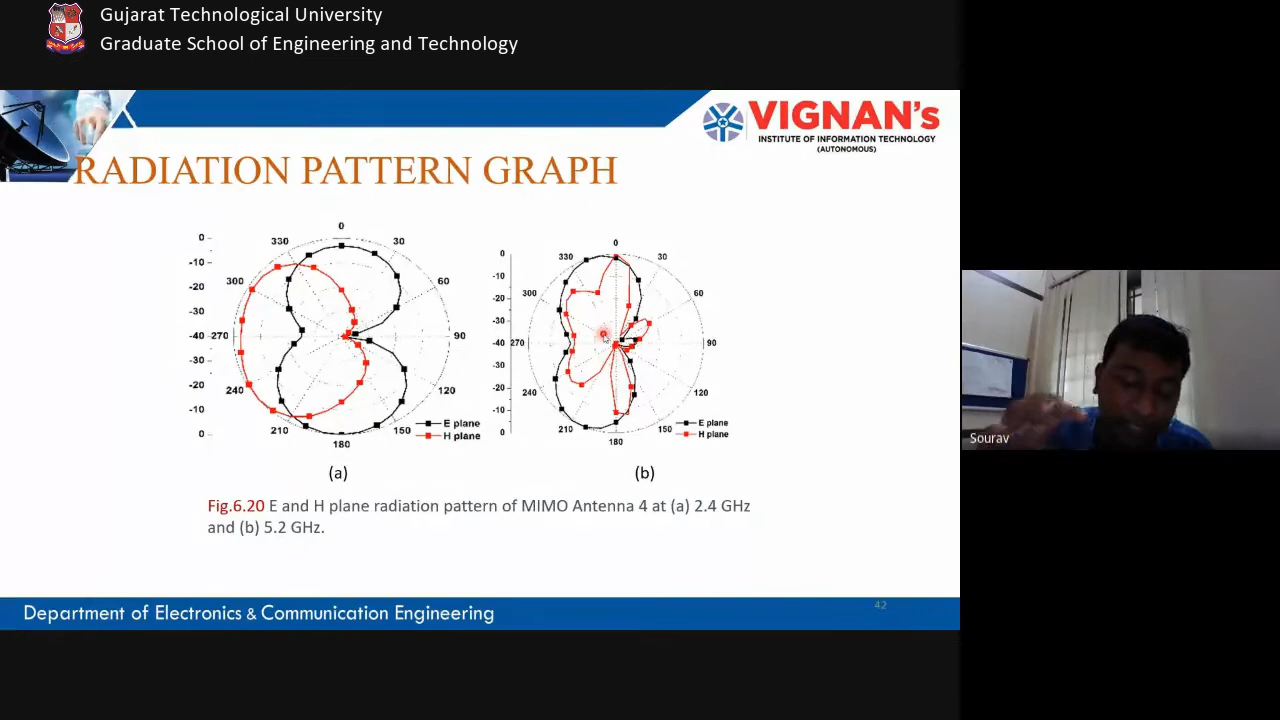 Gujarat Technological University
Graduate School of Engineering and Technology
VIGNAN's
INSTITUTE OF INFORMATION TECHNOLOGY
(AUTONOMOUS)
RADIATION PATTERN GRAPH
0
330
30
300
60
270
90
240
120
210
150
180
0
-10
-20
-30
-40
-30
-20
-10
0
E plane
H plane
0
330
30
300
60
270
90
240
120
210
150
180
0
-10
-20
-30
-40
-30
-20
-10
0
E plane
H plane
(a)
(b)
Fig.6.20 E and H plane radiation pattern of MIMO Antenna 4 at (a) 2.4 GHz
and (b) 5.2 GHz.
Department of Electronics & Communication Engineering
42
Sourav